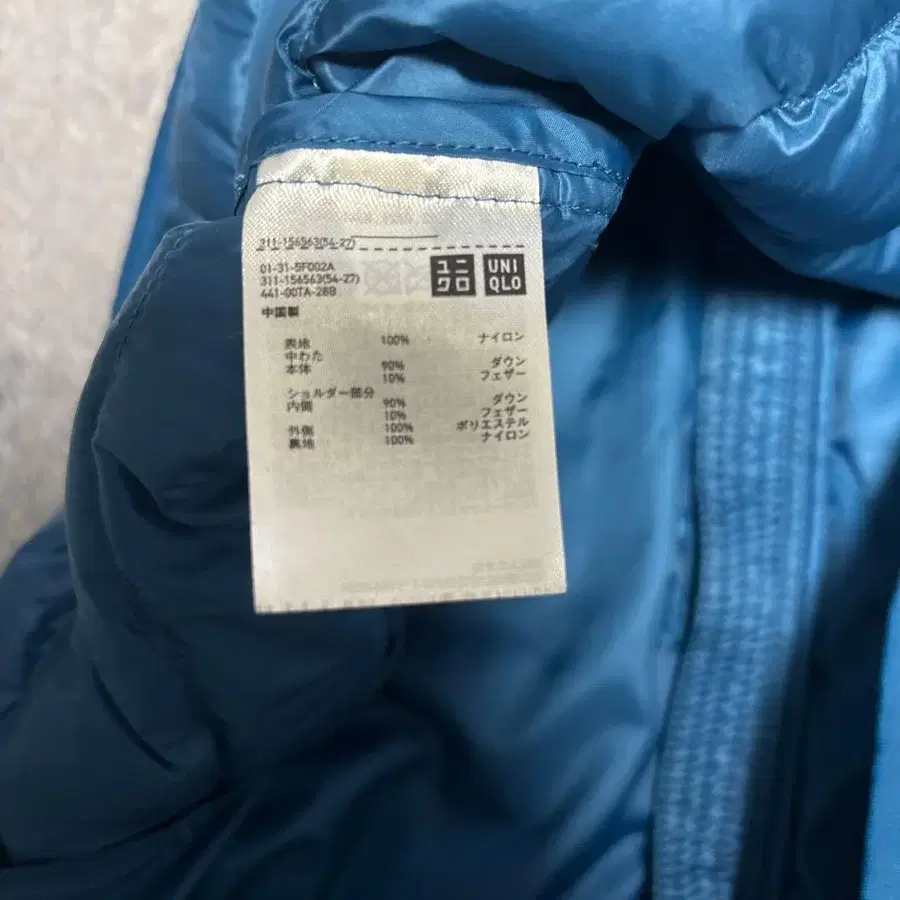 311-156563(54-27)
01-31-5F002A
311-156563(54-27)
441-00TA-28B
ユニクロ
UNIQLO
中国製
表地 100% ナイロン
中わた
本体 90% ダウン
10% フェザー
ショルダー部分
内側 90% ダウン
10% フェザー
外側 100% ポリエステル
裏地 100% ナイロン